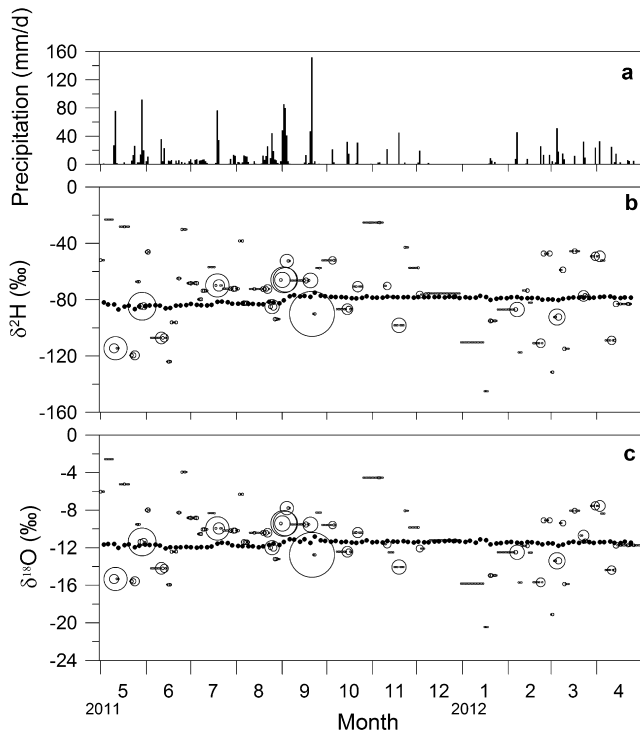 Precipitation (mm/d)
160
120
80
40
0
a
δ²H (‰)
0
-40
-80
-120
-160
b
δ¹⁸O (‰)
0
-4
-8
-12
-16
-20
-24
c
5 6 7 8 9 10 11 12 1 2 3 4
2011 2012
Month